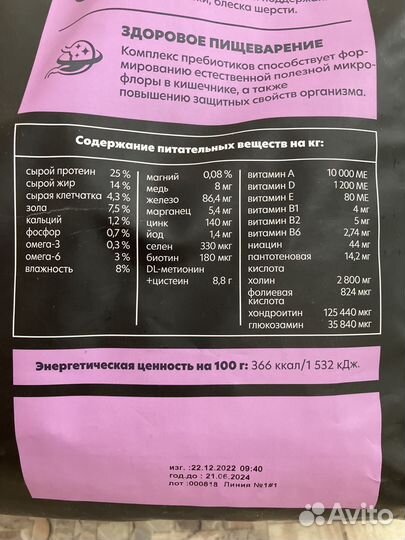 ки, блеска шерсти.
ЗДОРОВОЕ ПИЩЕВАРЕНИЕ
Комплекс пребиотиков способствует фор-
мированию естественной полезной микро-
флоры в кишечнике, а также
повышению защитных свойств организма.
Содержание питательных веществ на кг:
сырой протеин 25 %
сырой жир 14 %
сырая клетчатка 4,3 %
зола 7,5 %
кальций 1,2 %
фосфор 0,7 %
омега-3 0,3 %
омега-6 3 %
влажность 8%
магний 0,08 %
медь 8 мг
железо 86,4 мг
марганец 5,4 мг
цинк 140 мг
йод 1,4 мг
селен 330 мкг
биотин 180 мкг
DL-метионин
+цистеин 8,8 г
витамин А 10 000 МЕ
витамин D 1 200 МЕ
витамин Е 80 МЕ
витамин В1 4 мг
витамин В2 5 мг
витамин В6 2,74 мг
ниацин 44 мг
пантотеновая 14,2 мг
кислота
холин 2 800 мг
фолиевая 824 мкг
кислота
хондроитин 125 440 мкг
глюкозамин 35 840 мкг
Энергетическая ценность на 100 г: 366 ккал/1 532 кДж.
изг. :22.12.2022 09:40
год.до : 21.06.2024
лот :000818 Линия №1#1
Avito